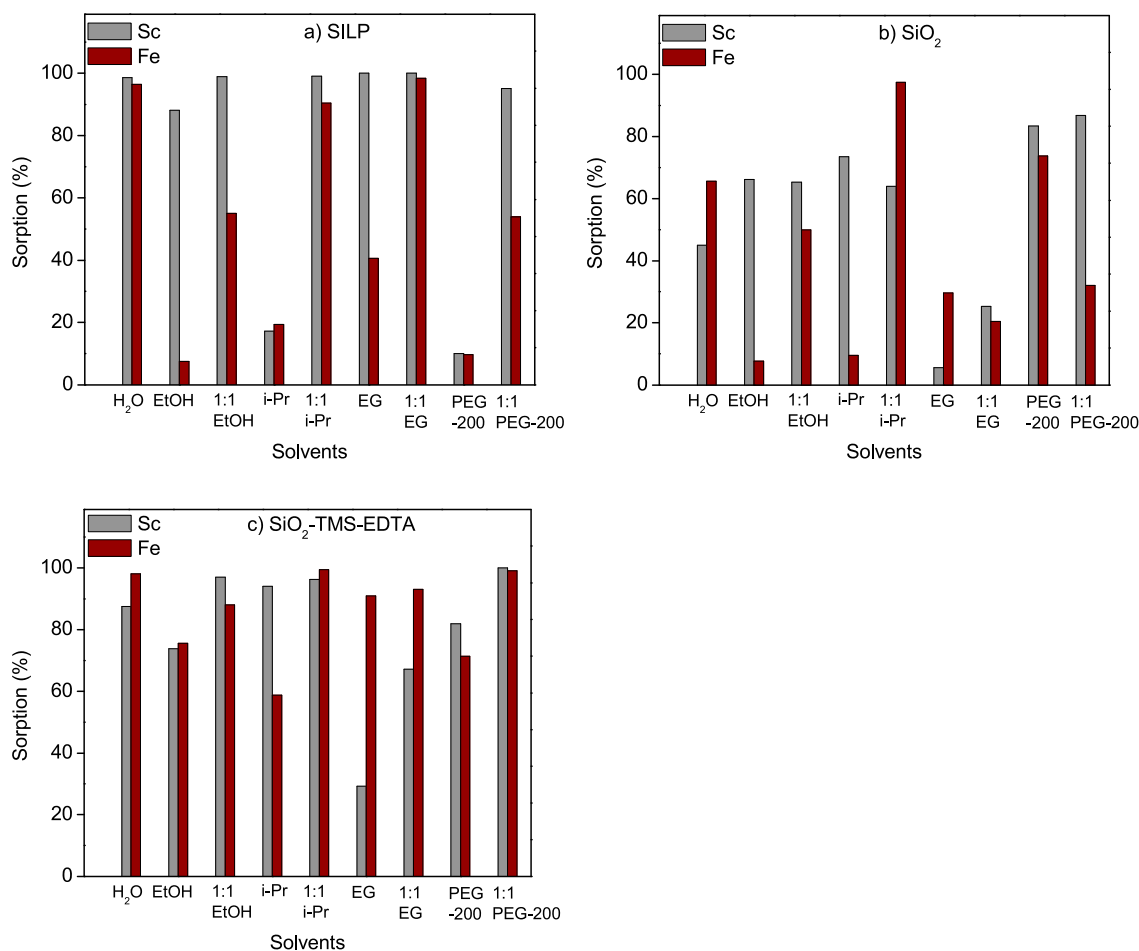 a) SILP
Sc
Fe
100
80
60
40
20
0
Sorption (%)
H₂O EtOH 1:1 i-Pr 1:1 EG 1:1 PEG 1:1
EtOH i-Pr EG -200 PEG-200
Solvents
b) SiO₂
Sc
Fe
100
80
60
40
20
0
Sorption (%)
H₂O EtOH 1:1 i-Pr 1:1 EG 1:1 PEG 1:1
EtOH i-Pr EG -200 PEG-200
Solvents
c) SiO₂-TMS-EDTA
Sc
Fe
100
80
60
40
20
0
Sorption (%)
H₂O EtOH 1:1 i-Pr 1:1 EG 1:1 PEG 1:1
EtOH i-Pr EG -200 PEG-200
Solvents